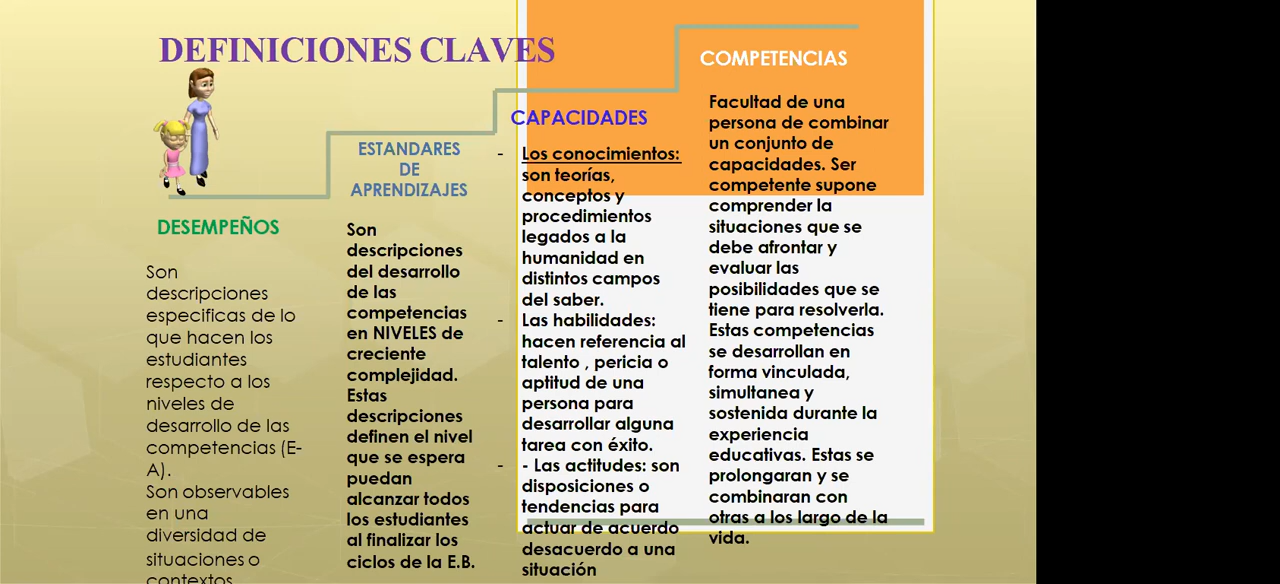 DEFINICIONES CLAVES
DESEMPEÑOS
Son
descripciones
especificas de lo
que hacen los
estudiantes
respecto a los
niveles de
desarrollo de las
competencias (E-
A).
Son observables
en una
diversidad de
situaciones o
contextos
ESTANDARES
DE
APRENDIZAJES
Son
descripciones
del desarrollo
de las
competencias
en NIVELES de
creciente
complejidad.
Estas
descripciones
definen el nivel
que se espera
puedan
alcanzar todos
los estudiantes
al finalizar los
ciclos de la E.B.
CAPACIDADES
- Los conocimientos:
son teorías,
conceptos y
procedimientos
legados a la
humanidad en
distintos campos
del saber.
- Las habilidades:
hacen referencia al
talento , pericia o
aptitud de una
persona para
desarrollar alguna
tarea con éxito.
- - Las actitudes: son
disposiciones o
tendencias para
actuar de acuerdo
desacuerdo a una
situación
COMPETENCIAS
Facultad de una
persona de combinar
un conjunto de
capacidades. Ser
competente supone
comprender la
situaciones que se
debe afrontar y
evaluar las
posibilidades que se
tiene para resolverla.
Estas competencias
se desarrollan en
forma vinculada,
simultanea y
sostenida durante la
experiencia
educativas. Estas se
prolongaran y se
combinaran con
otras a los largo de la
vida.